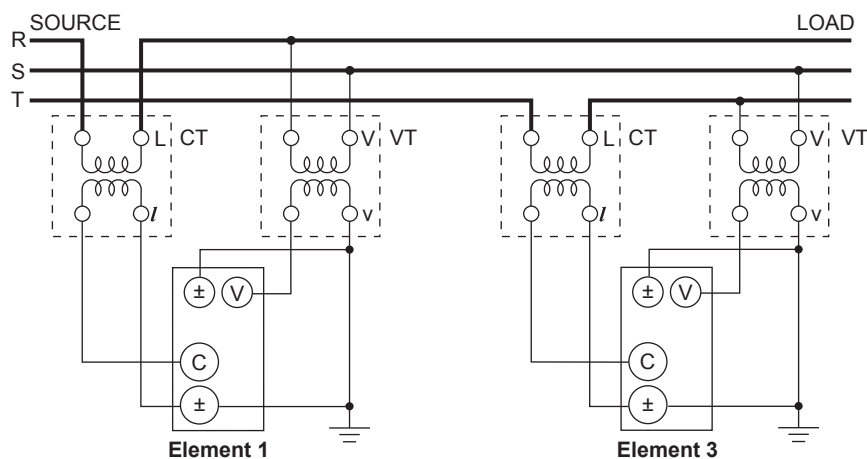 SOURCE LOAD
R
S
T
L CT V VT L CT V VT
l v l v
± V ± V
C C
± ±
Element 1 Element 3